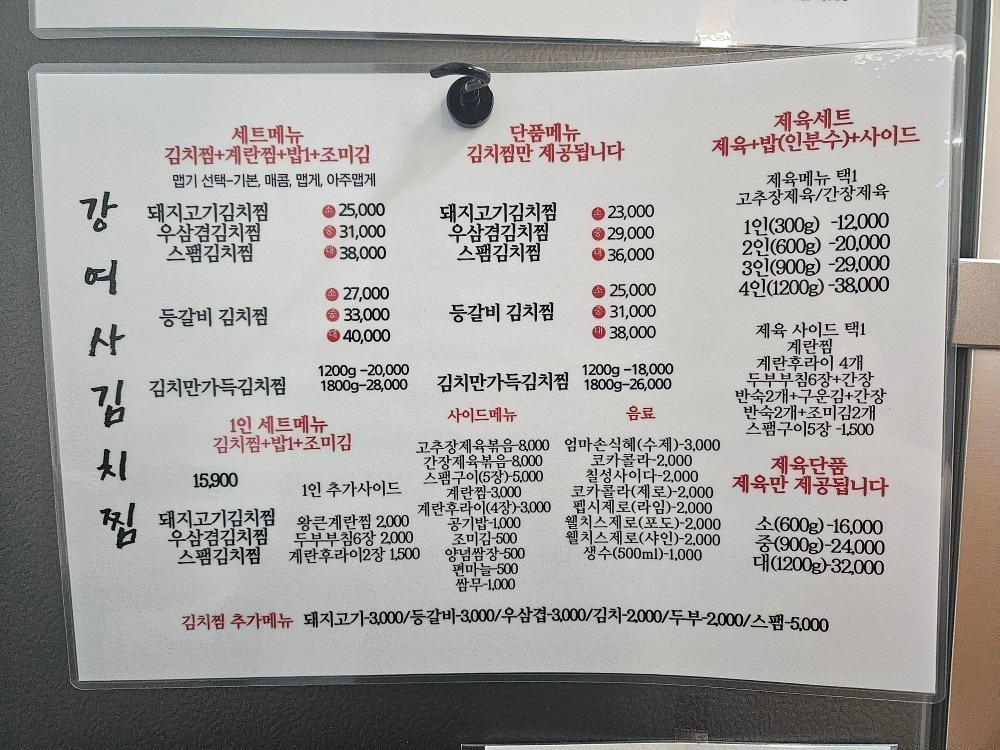 강여사김치찜
세트메뉴
김치찜+계란찜+밥1+조미김
맵기 선택-기본, 매콤, 맵게, 아주맵게
돼지고기김치찜 소 25,000
우삼겹김치찜 중 31,000
스팸김치찜 대 38,000
등갈비 김치찜
소 27,000
중 33,000
대 40,000
김치만가득김치찜
1200g -20,000
1800g-28,000
1인 세트메뉴
김치찜+밥1+조미김
15,900
돼지고기김치찜
우삼겹김치찜
스팸김치찜
1인 추가사이드
왕큰계란찜 2,000
두부부침6장 2,000
계란후라이2장 1,500
단품메뉴
김치찜만 제공됩니다
돼지고기김치찜 소 23,000
우삼겹김치찜 중 29,000
스팸김치찜 대 36,000
등갈비 김치찜
소 25,000
중 31,000
대 38,000
김치만가득김치찜
1200g -18,000
1800g-26,000
사이드메뉴
고추장제육볶음-8,000
간장제육볶음-8,000
스팸구이(5장)-5,000
계란찜-3,000
계란후라이(4장)-3,000
공기밥-1,000
조미김-500
양념쌈장-500
편마늘-500
쌈무-1,000
음료
엄마손식혜(수제)-3,000
코카콜라-2,000
칠성사이다-2,000
코카콜라(제로)-2,000
펩시제로(라임)-2,000
웰치스제로(포도)-2,000
웰치스제로(샤인)-2,000
생수(500ml)-1,000
제육세트
제육+밥(인분수)+사이드
제육메뉴 택1
고추장제육/간장제육
1인(300g) -12,000
2인(600g) -20,000
3인(900g) -29,000
4인(1200g) -38,000
제육 사이드 택1
계란찜
계란후라이 4개
두부부침6장+간장
반숙2개+구운김+간장
반숙2개+조미김2개
스팸구이5장 -1,500
제육단품
제육만 제공됩니다
소(600g)-16,000
중(900g)-24,000
대(1200g)-32,000
김치찜 추가메뉴 돼지고기-3,000/등갈비-3,000/우삼겹-3,000/김치-2,000/두부-2,000/스팸-5,000